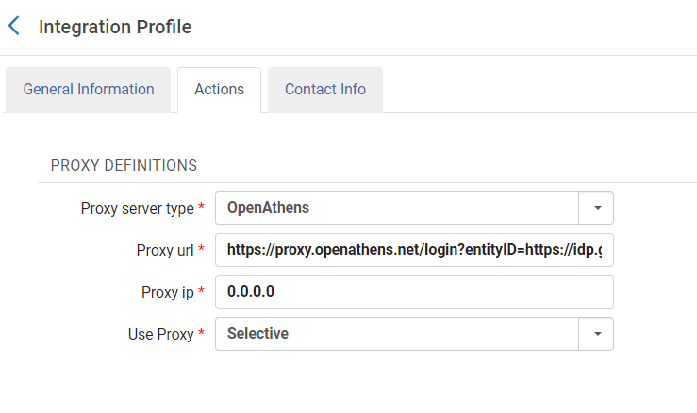 Integration Profile
General Information Actions Contact Info
PROXY DEFINITIONS
Proxy server type * OpenAthens
Proxy url * https://proxy.openathens.net/login?entityID=https://idp.g
Proxy ip * 0.0.0.0
Use Proxy * Selective